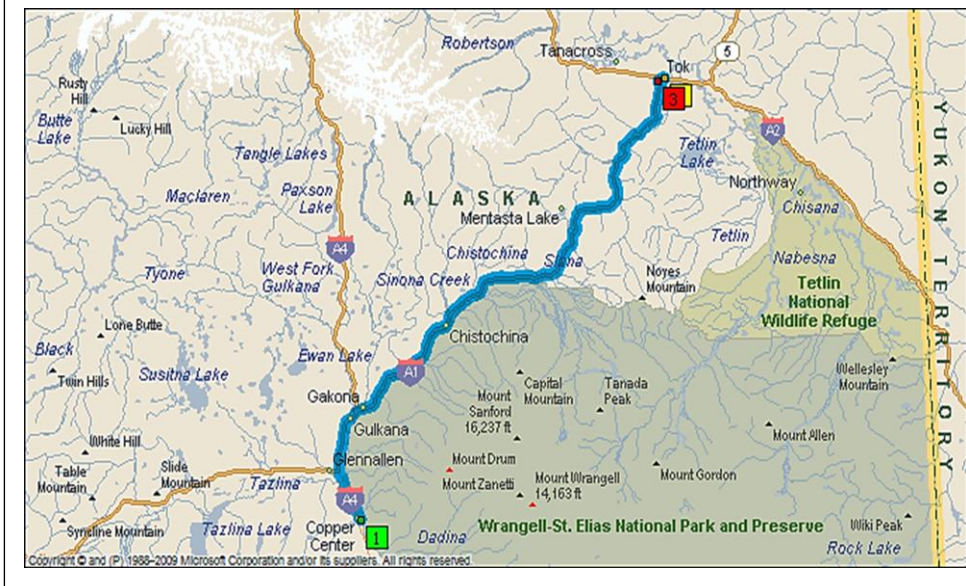 Robertson
Tanacross
5
Tok
Rusty
Hill
Butte
Lake
Lucky Hill
3
A2
Tangle Lakes
Tetlin
Lake
Maclaren
Paxson
Lake
ALASKA
Northway
Chisana
Mentasta Lake
Tetlin
YUKON TERRITORY
A4
Chistochina
Slana
Nabesna
Tyone
West Fork
Gulkana
Sinona Creek
Noyes
Mountain
Tetlin
National
Wildlife Refuge
Lone Butte
Chistochina
Black
Ewan Lake
A1
Twin Hills
Susitna Lake
Wellesley
Mountain
Gakona
Mount
Sanford
16,237 ft
Capital
Mountain
Tanada
Peak
Gulkana
White Hill
Mount Allen
Glennallen
Table
Mountain
Slide
Mountain
Mount Drum
Mount Zanetti
Mount Wrangell
14,163 ft
Mount Gordon
Tazlina
A4
Syncline Mountain
Tazlina Lake
Copper
Center
1
Dadina
Wrangell-St. Elias National Park and Preserve
Wiki Peak
Rock Lake
Copyright © and (P) 1988–2009 Microsoft Corporation and/or its suppliers. All rights reserved.